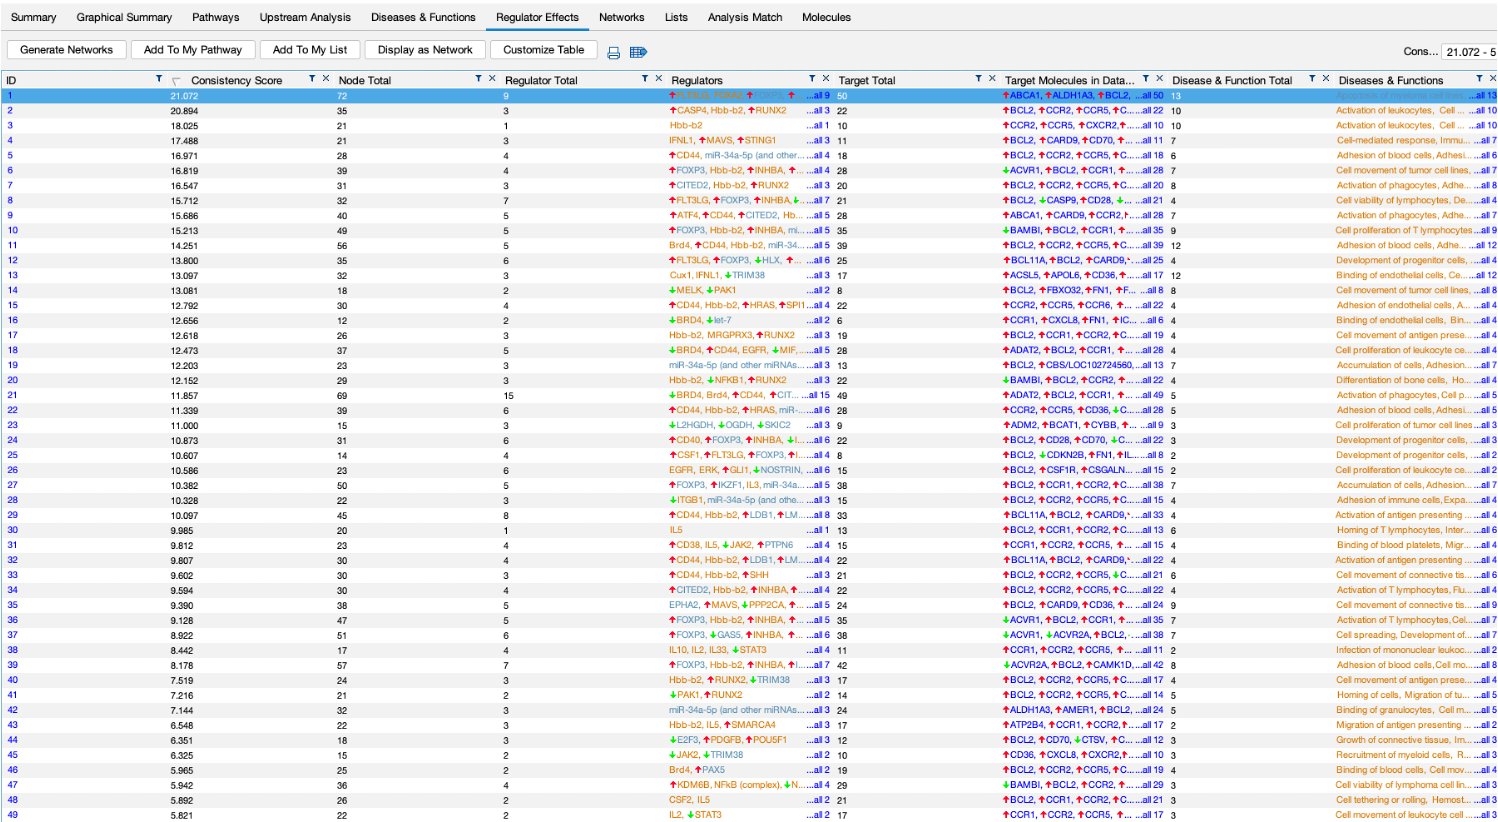 Summary Graphical Summary Pathways Upstream Analysis Diseases & Functions Regulator Effects Networks Lists Analysis Match Molecules
Generate Networks Add To My Pathway Add To My List Display as Network Customize Table Cons... 21.072 - 5
ID Consistency Score Node Total Regulator Total Regulators Target Total Target Molecules in Data... Disease & Function Total Diseases & Functions
1 21.072 72 9 ...all 9 50 ↑ABCA1, ↑ALDH1A3, ↑BCL2, ...all 50 13 ...all 13
2 20.894 35 3 ↑CASP4, Hbb-b2, ↑RUNX2 ...all 3 22 ↑BCL2, ↑CCR2, ↑CCR5, ↑C... ...all 22 10 Activation of leukocytes, Cell ... ...all 10
3 18.025 21 1 Hbb-b2 ...all 1 10 ↑CCR2, ↑CCR5, ↑CXCR2,↑... ...all 10 10 Activation of leukocytes, Cell ... ...all 10
4 17.488 21 3 IFNL1, ↑MAVS, ↑STING1 ...all 3 11 ↑BCL2, ↑CARD9, ↑CD70, ↑... ...all 11 7 Cell-mediated response, Immu... ...all 7
5 16.971 28 4 ↑CD44, miR-34a-5p (and other... ...all 4 18 ↑BCL2, ↑CCR2, ↑CCR5, ↑C... ...all 18 6 Adhesion of blood cells, Adhesi... ...all 6
6 16.819 39 4 ↑FOXP3, Hbb-b2, ↑INHBA, ↑... ...all 4 28 ↓ACVR1, ↑BCL2, ↑CCR1, ↑... ...all 28 7 Cell movement of tumor cell lines, ...all 7
7 16.547 31 3 ↑CITED2, Hbb-b2, ↑RUNX2 ...all 3 20 ↑BCL2, ↑CCR2, ↑CCR5, ↑C... ...all 20 8 Activation of phagocytes, Adhe... ...all 8
8 15.712 32 7 ↑FLT3LG, ↑FOXP3, ↑INHBA, ↓... ...all 7 21 ↑BCL2, ↓CASP9, ↑CD28, ↓... ...all 21 4 Cell viability of lymphocytes, De... ...all 4
9 15.686 40 5 ↑ATF4, ↑CD44, ↑CITED2, Hb... ...all 5 28 ↑ABCA1, ↑CARD9, ↑CCR2,... ...all 28 7 Activation of phagocytes, Adhe... ...all 7
10 15.213 49 5 ↑FOXP3, Hbb-b2, ↑INHBA, mi... ...all 5 35 ↓BAMBI, ↑BCL2, ↑CCR1, ↑... ...all 35 9 Cell proliferation of T lymphocytes ...all 9
11 14.251 56 5 Brd4, ↑CD44, Hbb-b2, miR-34... ...all 5 39 ↑BCL2, ↑CCR2, ↑CCR5, ↑C... ...all 39 12 Adhesion of blood cells, Adhe... ...all 12
12 13.800 35 6 ↑FLT3LG, ↑FOXP3, ↓HLX, ↑... ...all 6 25 ↑BCL11A, ↑BCL2, ↑CARD9,... ...all 25 4 Development of progenitor cells, ...all 4
13 13.097 32 3 Cux1, IFNL1, ↓TRIM38 ...all 3 17 ↑ACSL5, ↑APOL6, ↑CD36, ↑... ...all 17 12 Binding of endothelial cells, Ce... ...all 12
14 13.081 18 2 ↓MELK, ↓PAK1 ...all 2 8 ↑BCL2, ↑FBXO32, ↑FN1, ↑F... ...all 8 8 Cell movement of tumor cell lines, ...all 8
15 12.792 30 4 ↑CD44, Hbb-b2, ↑HRAS, ↑SPI1 ...all 4 22 ↑CCR2, ↑CCR5, ↑CCR6, ↑... ...all 22 4 Adhesion of endothelial cells, A... ...all 4
16 12.656 12 2 ↓BRD4, ↓let-7 ...all 2 6 ↑CCR1, ↑CXCL8, ↑FN1, ↑IC... ...all 6 4 Binding of endothelial cells, Bin... ...all 4
17 12.618 26 3 Hbb-b2, MRGPRX3, ↑RUNX2 ...all 3 19 ↑BCL2, ↑CCR1, ↑CCR2, ↑C... ...all 19 4 Cell movement of antigen prese... ...all 4
18 12.473 37 5 ↓BRD4, ↑CD44, EGFR, ↓MIF,... ...all 5 28 ↑ADAT2, ↑BCL2, ↑CCR1, ↑... ...all 28 4 Cell proliferation of leukocyte ce... ...all 4
19 12.203 23 3 miR-34a-5p (and other miRNAs... ...all 3 13 ↑BCL2, ↑CBS/LOC102724560, ...all 13 7 Accumulation of cells, Adhesion... ...all 7
20 12.152 29 3 Hbb-b2, ↓NFKB1, ↑RUNX2 ...all 3 22 ↓BAMBI, ↑BCL2, ↑CCR2, ↑... ...all 22 4 Differentiation of bone cells, Ho... ...all 4
21 11.857 69 15 ↓BRD4, Brd4, ↑CD44, ↑CIT... ...all 15 49 ↑ADAT2, ↑BCL2, ↑CCR1, ↑... ...all 49 5 Activation of phagocytes, Cell p... ...all 5
22 11.339 39 6 ↑CD44, Hbb-b2, ↑HRAS, miR-... ...all 6 28 ↑CCR2, ↑CCR5, ↑CD36, ↓C... ...all 28 5 Adhesion of blood cells, Adhesi... ...all 5
23 11.000 15 3 ↓L2HGDH, ↓OGDH, ↓SKIC2 ...all 3 9 ↑ADM2, ↑BCAT1, ↑CYBB, ↑... ...all 9 3 Cell proliferation of tumor cell lines ...all 3
24 10.873 31 6 ↑CD40, ↑FOXP3, ↑INHBA, ↓I... ...all 6 22 ↑BCL2, ↑CD28, ↑CD70, ↓C... ...all 22 3 Development of progenitor cells, ...all 3
25 10.607 14 4 ↑CSF1, ↑FLT3LG, ↑FOXP3, ↑I... ...all 4 8 ↑BCL2, ↓CDKN2B, ↑FN1, ↑IL... ...all 8 2 Development of progenitor cells, ...all 2
26 10.586 23 6 EGFR, ERK, ↑GLI1, ↓NOSTRIN, ...all 6 15 ↑BCL2, ↑CSF1R, ↑CSGALN... ...all 15 2 Cell proliferation of leukocyte ce... ...all 2
27 10.382 50 5 ↑FOXP3, ↑IKZF1, IL3, miR-34a... ...all 5 38 ↑BCL2, ↑CCR1, ↑CCR2, ↑C... ...all 38 7 Accumulation of cells, Adhesion... ...all 7
28 10.328 22 3 ↓ITGB1, miR-34a-5p (and othe... ...all 3 15 ↑BCL2, ↑CCR2, ↑CCR5, ↑C... ...all 15 4 Adhesion of immune cells, Expa... ...all 4
29 10.097 45 8 ↑CD44, Hbb-b2, ↑LDB1, ↑LM... ...all 8 33 ↑BCL11A, ↑BCL2, ↑CARD9,... ...all 33 4 Activation of antigen presenting ... ...all 4
30 9.985 20 1 IL5 ...all 1 13 ↑BCL2, ↑CCR1, ↑CCR2, ↑C... ...all 13 6 Homing of T lymphocytes, Inter... ...all 6
31 9.812 23 4 ↑CD38, IL5, ↓JAK2, ↑PTPN6 ...all 4 15 ↑CCR1, ↑CCR2, ↑CCR5, ↑... ...all 15 4 Binding of blood platelets, Migr... ...all 4
32 9.807 30 4 ↑CD44, Hbb-b2, ↑LDB1, ↑LM... ...all 4 22 ↑BCL11A, ↑BCL2, ↑CARD9,... ...all 22 4 Activation of antigen presenting ... ...all 4
33 9.602 30 3 ↑CD44, Hbb-b2, ↑SHH ...all 3 21 ↑BCL2, ↑CCR2, ↑CCR5, ↓C... ...all 21 6 Cell movement of connective tis... ...all 6
34 9.594 30 4 ↑CITED2, Hbb-b2, ↑INHBA, ↑... ...all 4 22 ↑BCL2, ↑CCR2, ↑CCR5, ↑C... ...all 22 4 Activation of T lymphocytes, Flu... ...all 4
35 9.390 38 5 EPHA2, ↑MAVS, ↓PPP2CA, ↑... ...all 5 24 ↑BCL2, ↑CARD9, ↑CD36, ↑... ...all 24 9 Cell movement of connective tis... ...all 9
36 9.128 47 5 ↑FOXP3, Hbb-b2, ↑INHBA, ↑... ...all 5 35 ↓ACVR1, ↑BCL2, ↑CCR1, ↑... ...all 35 7 Activation of T lymphocytes, Cel... ...all 7
37 8.922 51 6 ↑FOXP3, ↓GAS5, ↑INHBA, ↑... ...all 6 38 ↓ACVR1, ↓ACVR2A, ↑BCL2,... ...all 38 7 Cell spreading, Development of... ...all 7
38 8.442 17 4 IL10, IL2, IL33, ↓STAT3 ...all 4 11 ↑CCR1, ↑CCR2, ↑CCR5, ↑... ...all 11 2 Infection of mononuclear leukoc... ...all 2
39 8.178 57 7 ↑FOXP3, Hbb-b2, ↑INHBA, ↑I... ...all 7 42 ↓ACVR2A, ↑BCL2, ↑CAMK1D, ...all 42 8 Adhesion of blood cells, Cell mo... ...all 8
40 7.519 34 3 Hbb-b2, ↑RUNX2, ↓TRIM38 ...all 3 24 ↑BCL2, ↑CCR2, ↑CCR5, ↑C... ...all 17 4 Cell movement of antigen prese... ...all 4
41 7.216 21 2 ↓PAK1, ↑RUNX2 ...all 2 14 ↑BCL2, ↑CCR2, ↑CCR5, ↑C... ...all 14 5 Homing of cells, Migration of tu... ...all 5
42 7.144 32 3 miR-34a-5p (and other miRNAs... ...all 3 24 ↑ALDH1A3, ↑AMER1, ↑BCL2, ...all 24 5 Binding of granulocytes, Cell m... ...all 5
43 6.548 22 3 Hbb-b2, IL5, ↑SMARCA4 ...all 3 17 ↑ATP2B4, ↑CCR1, ↑CCR2,... ...all 17 2 Migration of antigen presenting ... ...all 2
44 6.351 18 3 ↓E2F3, ↑PDGFB, ↑POU5F1 ...all 3 12 ↑BCL2, ↑CD70, ↓CTSV, ↑C... ...all 12 3 Growth of connective tissue, Im... ...all 3
45 6.325 15 2 ↓JAK2, ↓TRIM38 ...all 2 10 ↑CD36, ↑CXCL8, ↑CXCR2,↑... ...all 10 3 Recruitment of myeloid cells, R... ...all 3
46 5.965 25 2 Brd4, ↑PAX5 ...all 2 19 ↑BCL2, ↑CCR2, ↑CCR5, ↑C... ...all 19 4 Binding of blood cells, Cell mov... ...all 4
47 5.942 36 4 ↑KDM6B, NFkB (complex), ↓N... ...all 4 29 ↓BAMBI, ↑BCL2, ↑CCR2, ↑... ...all 29 3 Cell viability of lymphoma cell lin... ...all 3
48 5.892 26 2 CSF2, IL5 ...all 2 21 ↑BCL2, ↑CCR1, ↑CCR2, ↑C... ...all 21 3 Cell tethering or rolling, Hemost... ...all 3
49 5.821 22 2 IL2, ↓STAT3 ...all 2 17 ↑CCR1, ↑CCR2, ↑CCR5, ↑... ...all 17 3 Cell movement of leukocyte cell ... ...all 3